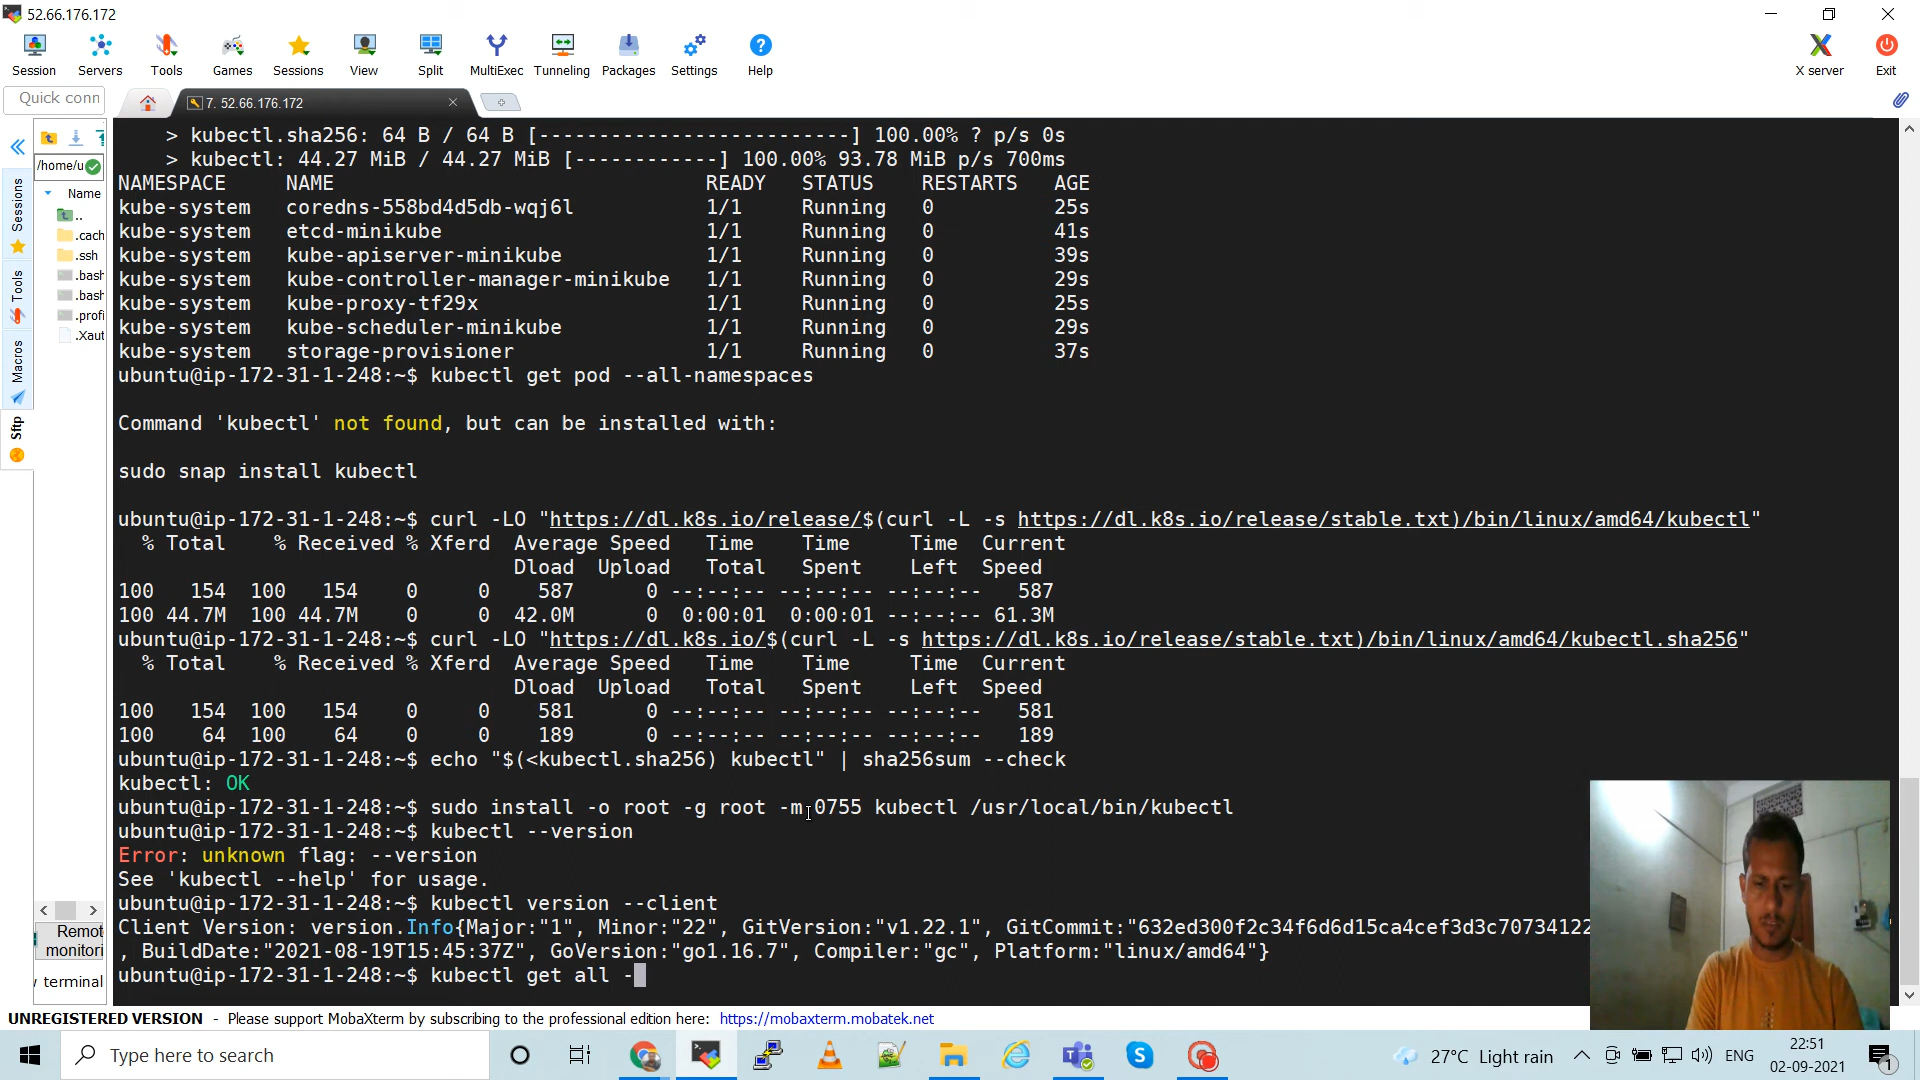 52.66.176.172
Session Servers Tools Games Sessions View Split MultiExec Tunneling Packages Settings Help X server Exit
Quick conn
7. 52.66.176.172
/home/u
Name
..
.cach
.ssh
.bash
.bash
.profi
.Xaut
Sessions
Tools
Macros
Sftp
Remot
monitori
terminal
> kubectl.sha256: 64 B / 64 B [--------------------------] 100.00% ? p/s 0s
> kubectl: 44.27 MiB / 44.27 MiB [------------] 100.00% 93.78 MiB p/s 700ms
NAMESPACE NAME READY STATUS RESTARTS AGE
kube-system coredns-558bd4d5db-wqj6l 1/1 Running 0 25s
kube-system etcd-minikube 1/1 Running 0 41s
kube-system kube-apiserver-minikube 1/1 Running 0 39s
kube-system kube-controller-manager-minikube 1/1 Running 0 29s
kube-system kube-proxy-tf29x 1/1 Running 0 25s
kube-system kube-scheduler-minikube 1/1 Running 0 29s
kube-system storage-provisioner 1/1 Running 0 37s
ubuntu@ip-172-31-1-248:~$ kubectl get pod --all-namespaces
Command 'kubectl' not found, but can be installed with:
sudo snap install kubectl
ubuntu@ip-172-31-1-248:~$ curl -LO "https://dl.k8s.io/release/$(curl -L -s https://dl.k8s.io/release/stable.txt)/bin/linux/amd64/kubectl"
% Total % Received % Xferd Average Speed Time Time Time Current
Dload Upload Total Spent Left Speed
100 154 100 154 0 0 587 0 --:--:-- --:--:-- --:--:-- 587
100 44.7M 100 44.7M 0 0 42.0M 0 0:00:01 0:00:01 --:--:-- 61.3M
ubuntu@ip-172-31-1-248:~$ curl -LO "https://dl.k8s.io/$(curl -L -s https://dl.k8s.io/release/stable.txt)/bin/linux/amd64/kubectl.sha256"
% Total % Received % Xferd Average Speed Time Time Time Current
Dload Upload Total Spent Left Speed
100 154 100 154 0 0 581 0 --:--:-- --:--:-- --:--:-- 581
100 64 100 64 0 0 189 0 --:--:-- --:--:-- --:--:-- 189
ubuntu@ip-172-31-1-248:~$ echo "$(<kubectl.sha256) kubectl" | sha256sum --check
kubectl: OK
ubuntu@ip-172-31-1-248:~$ sudo install -o root -g root -m 0755 kubectl /usr/local/bin/kubectl
ubuntu@ip-172-31-1-248:~$ kubectl --version
Error: unknown flag: --version
See 'kubectl --help' for usage.
ubuntu@ip-172-31-1-248:~$ kubectl version --client
Client Version: version.Info{Major:"1", Minor:"22", GitVersion:"v1.22.1", GitCommit:"632ed300f2c34f6d6d15ca4cef3d3c70734122
, BuildDate:"2021-08-19T15:45:37Z", GoVersion:"go1.16.7", Compiler:"gc", Platform:"linux/amd64"}
ubuntu@ip-172-31-1-248:~$ kubectl get all -
UNREGISTERED VERSION - Please support MobaXterm by subscribing to the professional edition here: https://mobaxterm.mobatek.net
Type here to search
27°C Light rain
ENG
22:51
02-09-2021
1